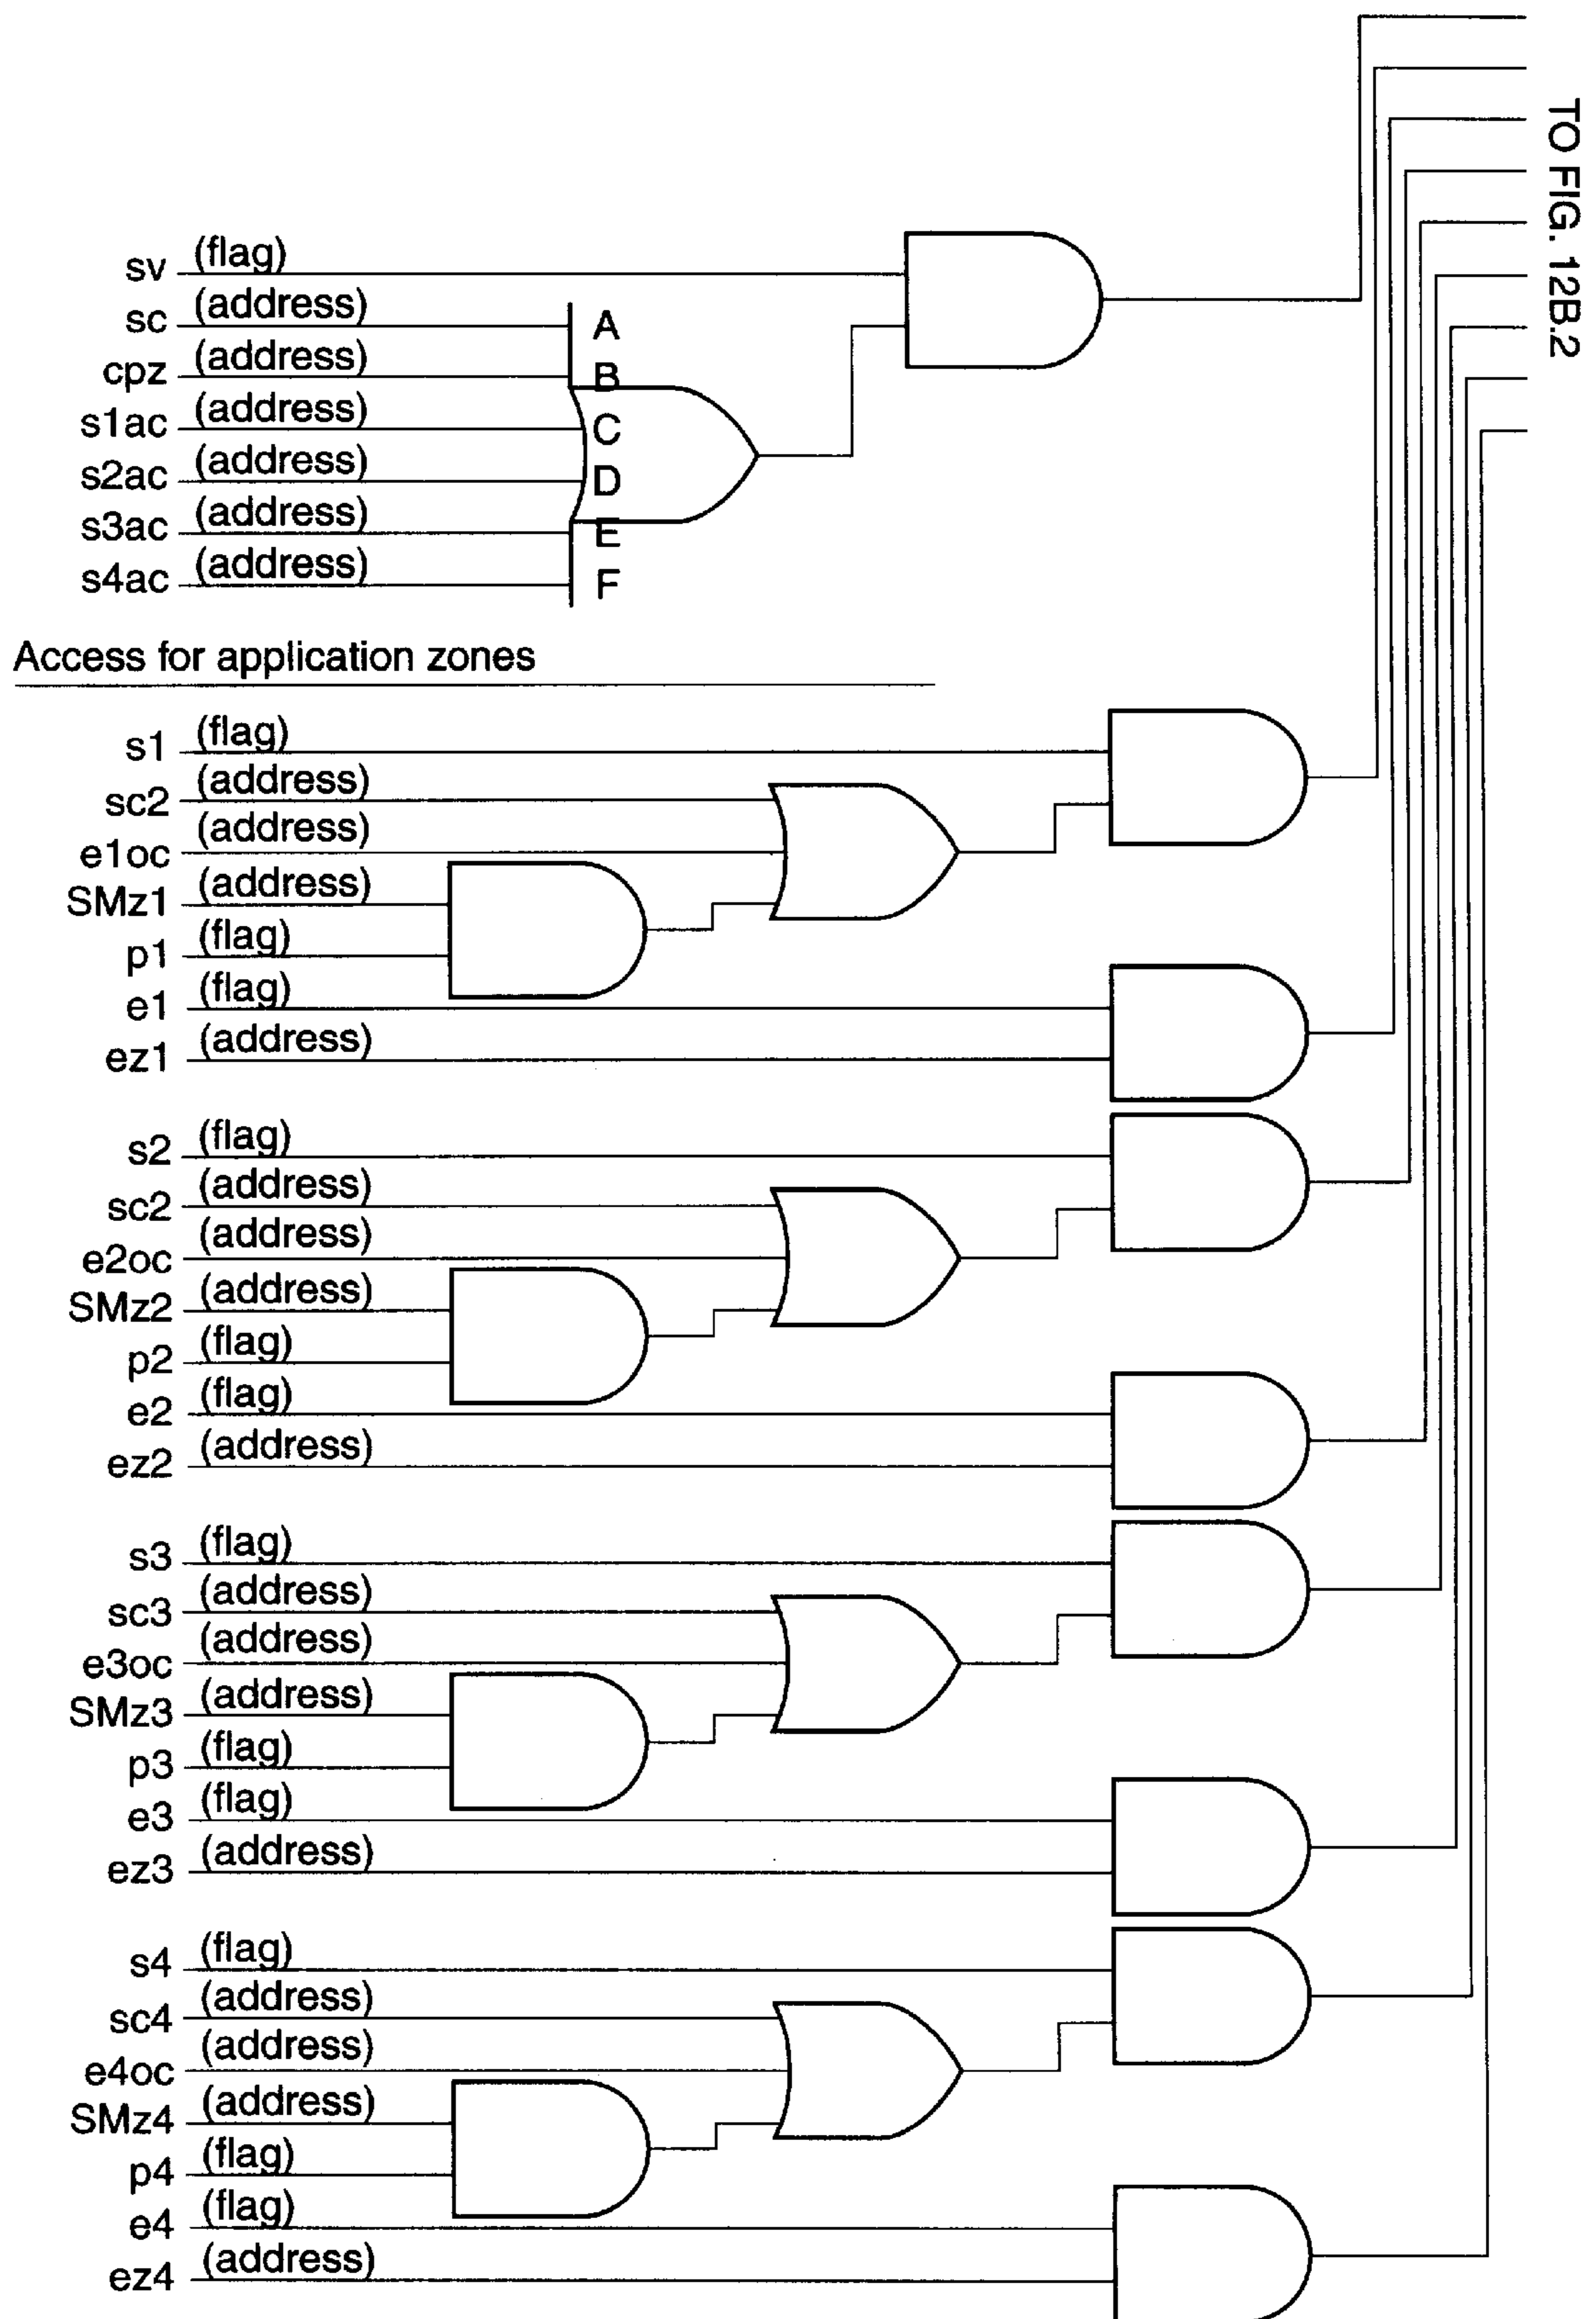 TO FIG. 12B.2
sv (flag)
sc (address) A
cpz (address) B
s1ac (address) C
s2ac (address) D
s3ac (address) E
s4ac (address) F
Access for application zones
s1 (flag)
sc2 (address)
e1oc (address)
SMz1 (address)
p1 (flag)
e1 (flag)
ez1 (address)
s2 (flag)
sc2 (address)
e2oc (address)
SMz2 (address)
p2 (flag)
e2 (flag)
ez2 (address)
s3 (flag)
sc3 (address)
e3oc (address)
SMz3 (address)
p3 (flag)
e3 (flag)
ez3 (address)
s4 (flag)
sc4 (address)
e4oc (address)
SMz4 (address)
p4 (flag)
e4 (flag)
ez4 (address)